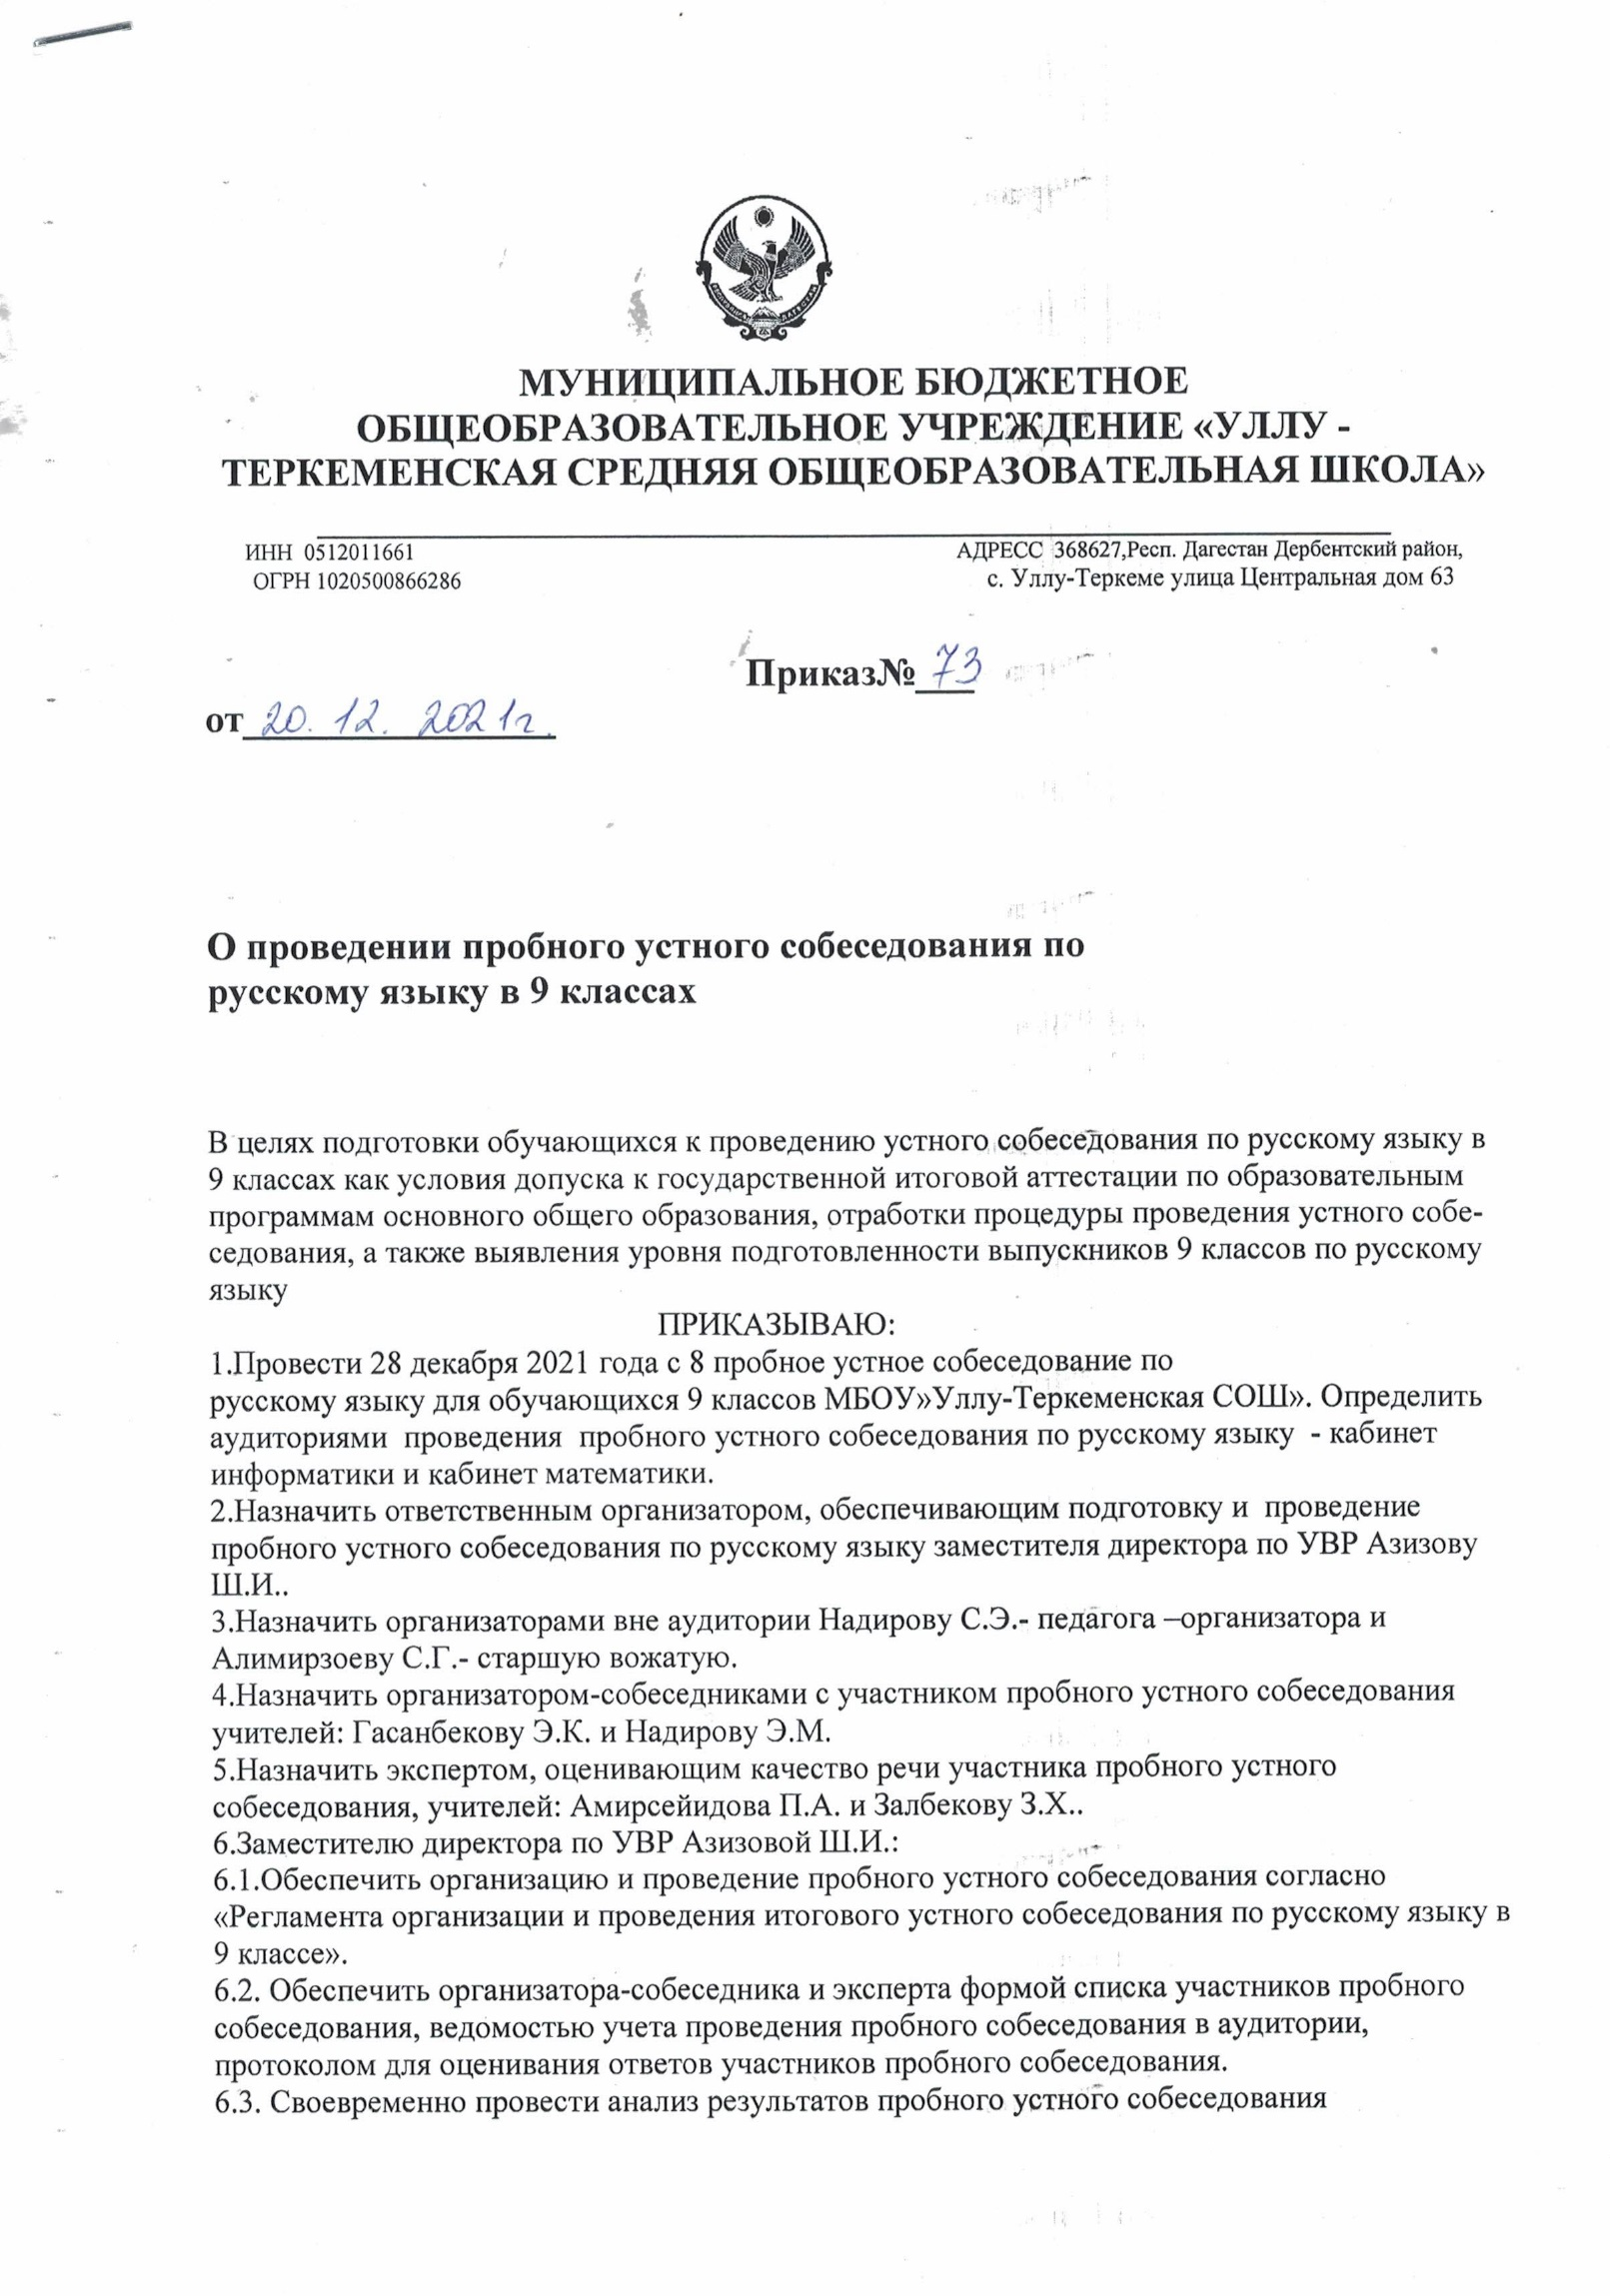 МУНИЦИПАЛЬНОЕ БЮДЖЕТНОЕ
ОБЩЕОБРАЗОВАТЕЛЬНОЕ УЧРЕЖДЕНИЕ «УЛЛУ -
ТЕРКЕМЕНСКАЯ СРЕДНЯЯ ОБЩЕОБРАЗОВАТЕЛЬНАЯ ШКОЛА»
ИНН 0512011661
ОГРН 1020500866286
АДРЕСС 368627,Респ. Дагестан Дербентский район,
с. Уллу-Теркеме улица Центральная дом 63
Приказ№ 73
от 20. 12. 2021г.
О проведении пробного устного собеседования по
русскому языку в 9 классах
В целях подготовки обучающихся к проведению устного собеседования по русскому языку в
9 классах как условия допуска к государственной итоговой аттестации по образовательным
программам основного общего образования, отработки процедуры проведения устного собе-
седования, а также выявления уровня подготовленности выпускников 9 классов по русскому
языку
ПРИКАЗЫВАЮ:
1.Провести 28 декабря 2021 года с 8 пробное устное собеседование по
русскому языку для обучающихся 9 классов МБОУ»Уллу-Теркеменская СОШ». Определить
аудиториями проведения пробного устного собеседования по русскому языку - кабинет
информатики и кабинет математики.
2.Назначить ответственным организатором, обеспечивающим подготовку и проведение
пробного устного собеседования по русскому языку заместителя директора по УВР Азизову
Ш.И..
3.Назначить организаторами вне аудитории Надирову С.Э.- педагога –организатора и
Алимирзоеву С.Г.- старшую вожатую.
4.Назначить организатором-собеседниками с участником пробного устного собеседования
учителей: Гасанбекову Э.К. и Надирову Э.М.
5.Назначить экспертом, оценивающим качество речи участника пробного устного
собеседования, учителей: Амирсейидова П.А. и Залбекову З.Х..
6.Заместителю директора по УВР Азизовой Ш.И.:
6.1.Обеспечить организацию и проведение пробного устного собеседования согласно
«Регламента организации и проведения итогового устного собеседования по русскому языку в
9 классе».
6.2. Обеспечить организатора-собеседника и эксперта формой списка участников пробного
собеседования, ведомостью учета проведения пробного собеседования в аудитории,
протоколом для оценивания ответов участников пробного собеседования.
6.3. Своевременно провести анализ результатов пробного устного собеседования